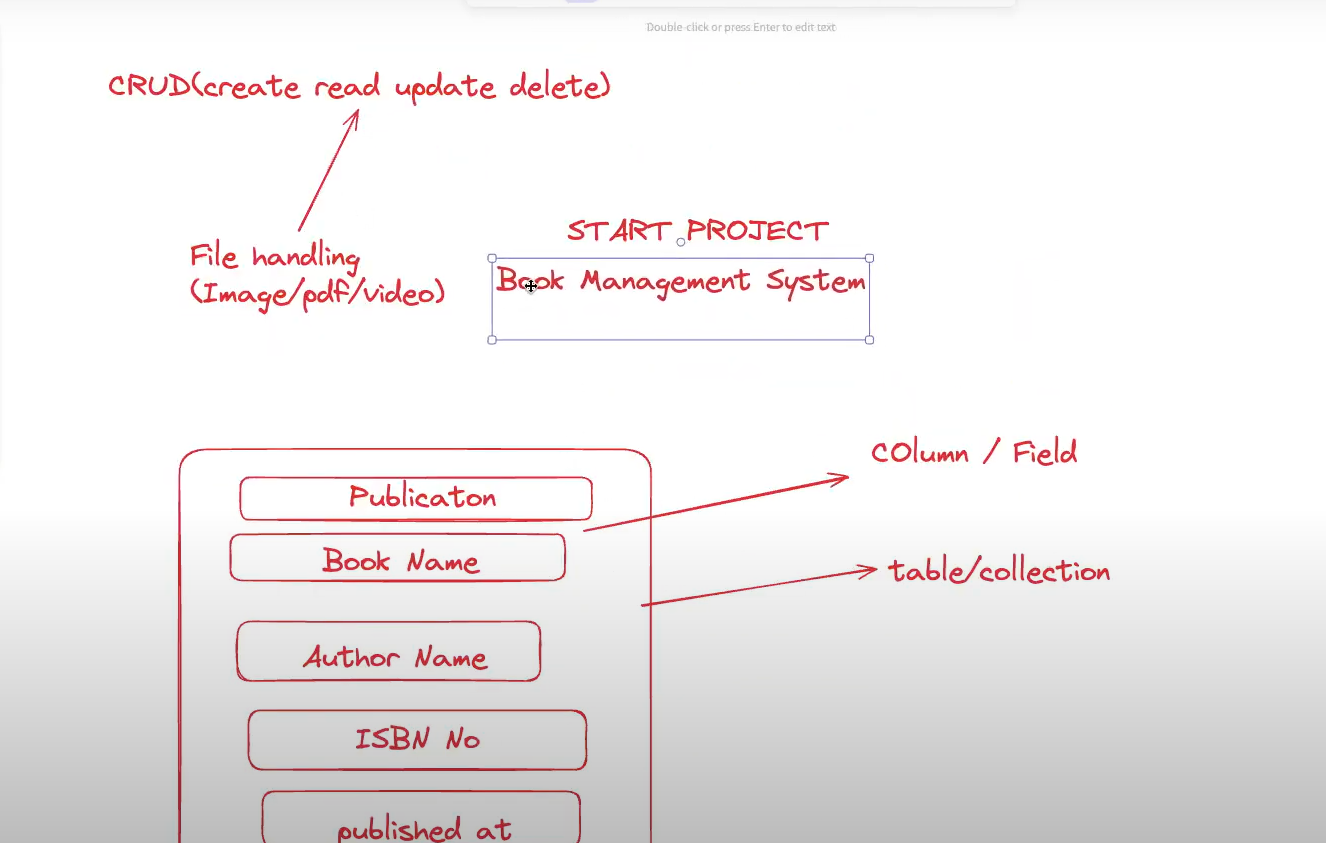 Double-click or press Enter to edit text
CRUD(create read update delete)
START PROJECT
File handling
(Image/pdf/video)
Book Management System
COlumn / Field
Publicaton
Book Name
table/collection
Author Name
ISBN No
published at